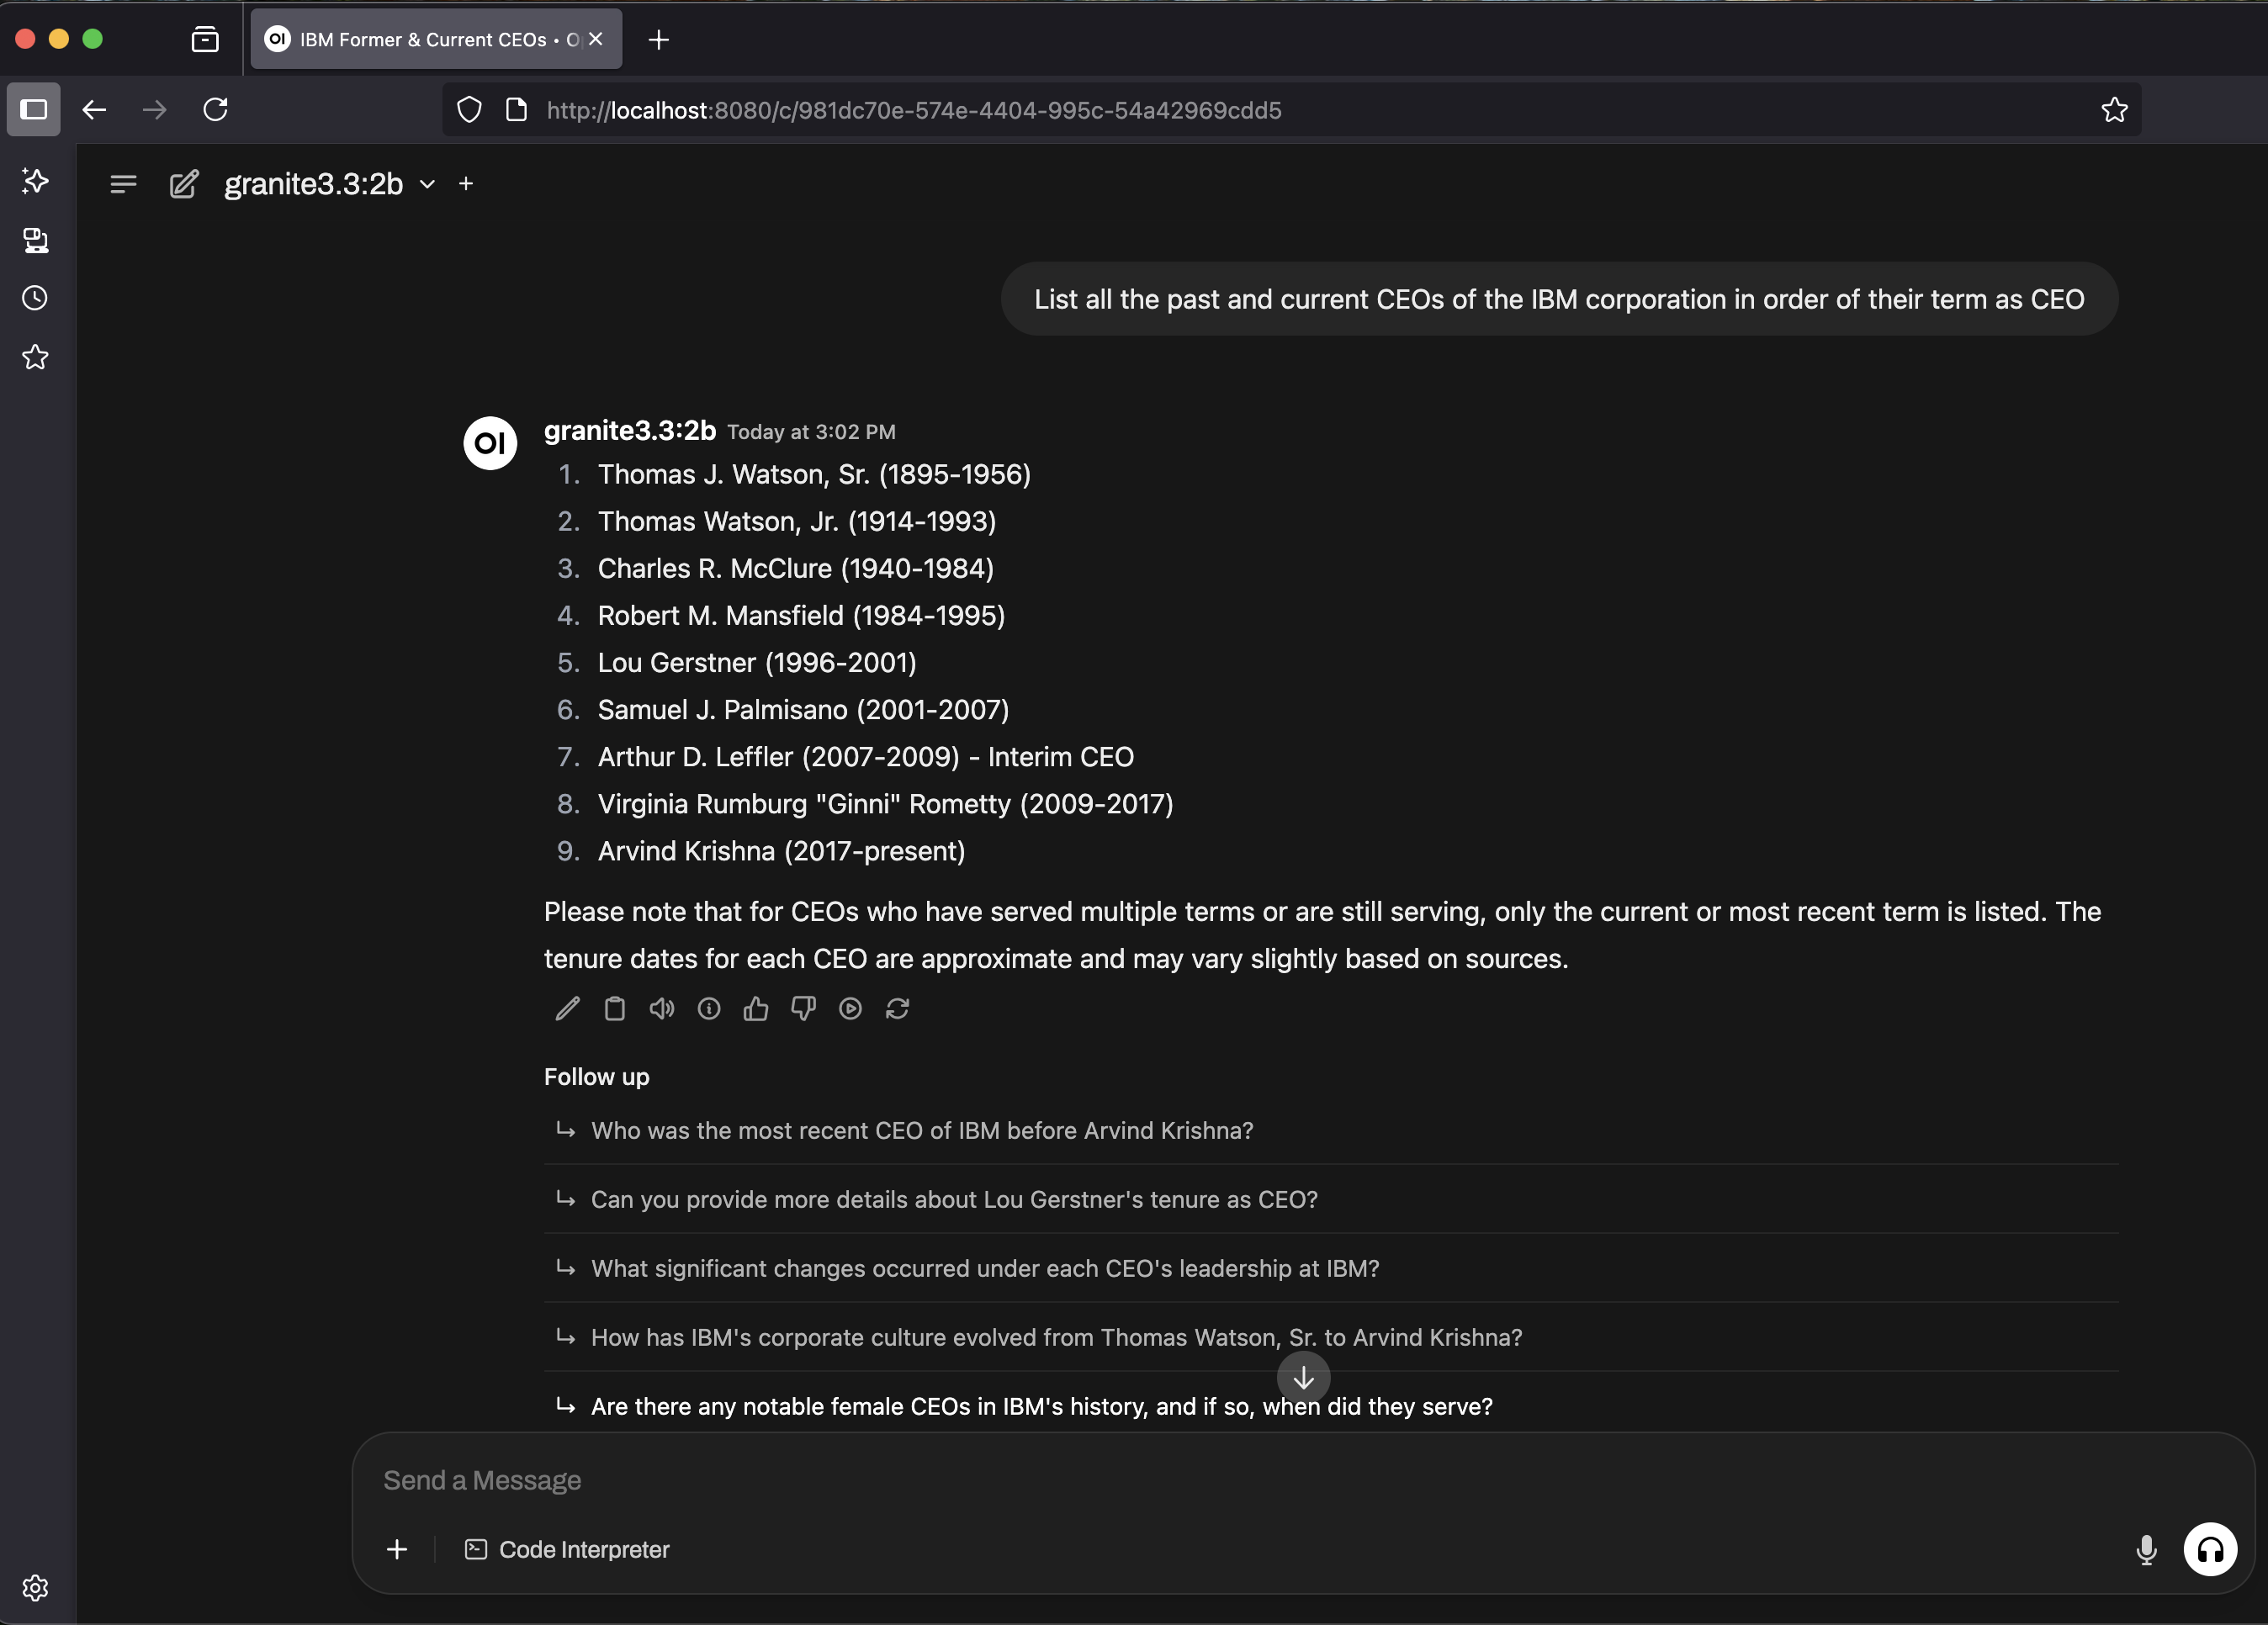 OI IBM Former & Current CEOs • O
http://localhost:8080/c/981dc70e-574e-4404-995c-54a42969cdd5
granite3.3:2b
List all the past and current CEOs of the IBM corporation in order of their term as CEO
OI
granite3.3:2b Today at 3:02 PM
1. Thomas J. Watson, Sr. (1895-1956)
2. Thomas Watson, Jr. (1914-1993)
3. Charles R. McClure (1940-1984)
4. Robert M. Mansfield (1984-1995)
5. Lou Gerstner (1996-2001)
6. Samuel J. Palmisano (2001-2007)
7. Arthur D. Leffler (2007-2009) - Interim CEO
8. Virginia Rumburg "Ginni" Rometty (2009-2017)
9. Arvind Krishna (2017-present)
Please note that for CEOs who have served multiple terms or are still serving, only the current or most recent term is listed. The
tenure dates for each CEO are approximate and may vary slightly based on sources.
Follow up
Who was the most recent CEO of IBM before Arvind Krishna?
Can you provide more details about Lou Gerstner's tenure as CEO?
What significant changes occurred under each CEO's leadership at IBM?
How has IBM's corporate culture evolved from Thomas Watson, Sr. to Arvind Krishna?
Are there any notable female CEOs in IBM's history, and if so, when did they serve?
Send a Message
Code Interpreter